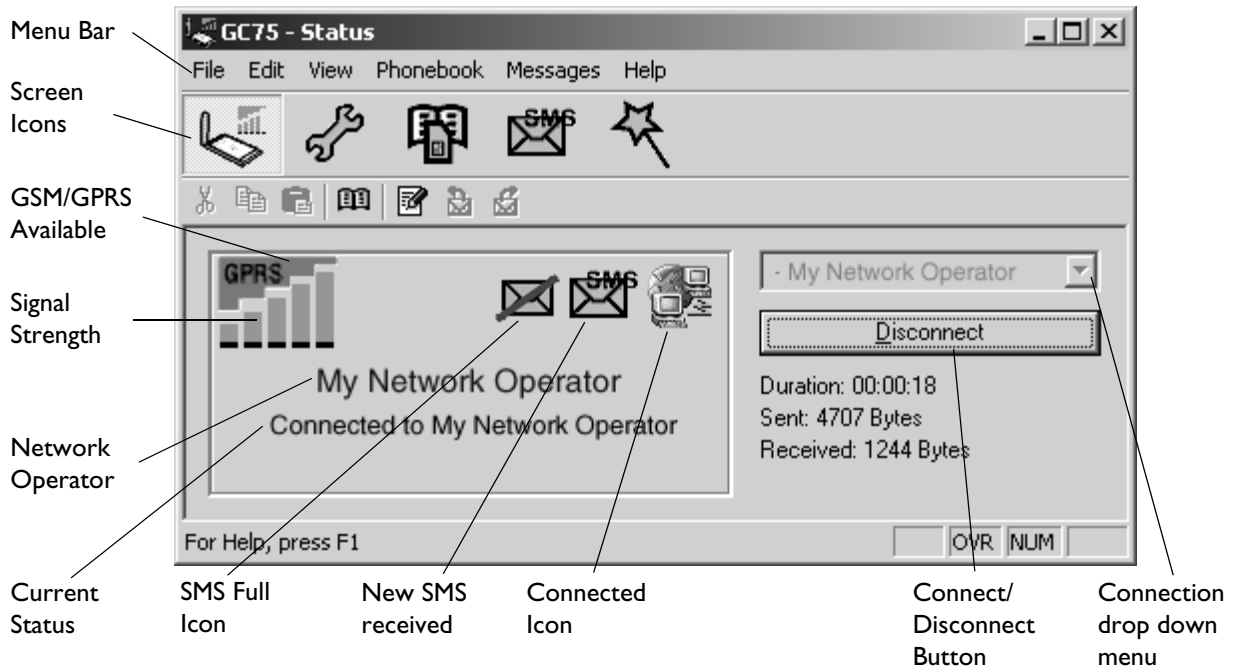 Menu Bar
Screen
Icons
GSM/GPRS
Available
Signal
Strength
Network
Operator
Current
Status
GC75 - Status
File Edit View Phonebook Messages Help
SMS
GPRS
SMS
My Network Operator
Connected to My Network Operator
- My Network Operator
Disconnect
Duration: 00:00:18
Sent: 4707 Bytes
Received: 1244 Bytes
For Help, press F1
OVR NUM
SMS Full
Icon
New SMS
received
Connected
Icon
Connect/
Disconnect
Button
Connection
drop down
menu